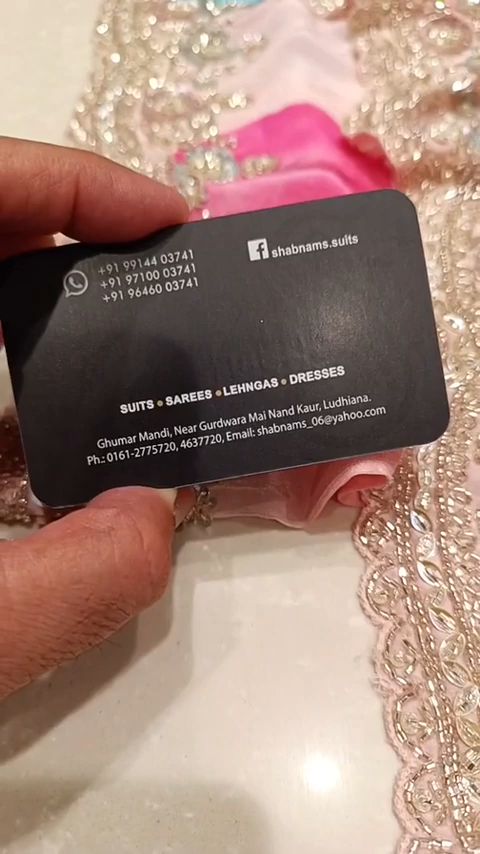 +91 99144 03741
+91 97100 03741
+91 96460 03741
f shabnams.suits
SUITS • SAREES • LEHNGAS • DRESSES
Ghumar Mandi, Near Gurdwara Mai Nand Kaur, Ludhiana.
Ph.: 0161-2775720, 4637720, Email: shabnams_06@yahoo.com